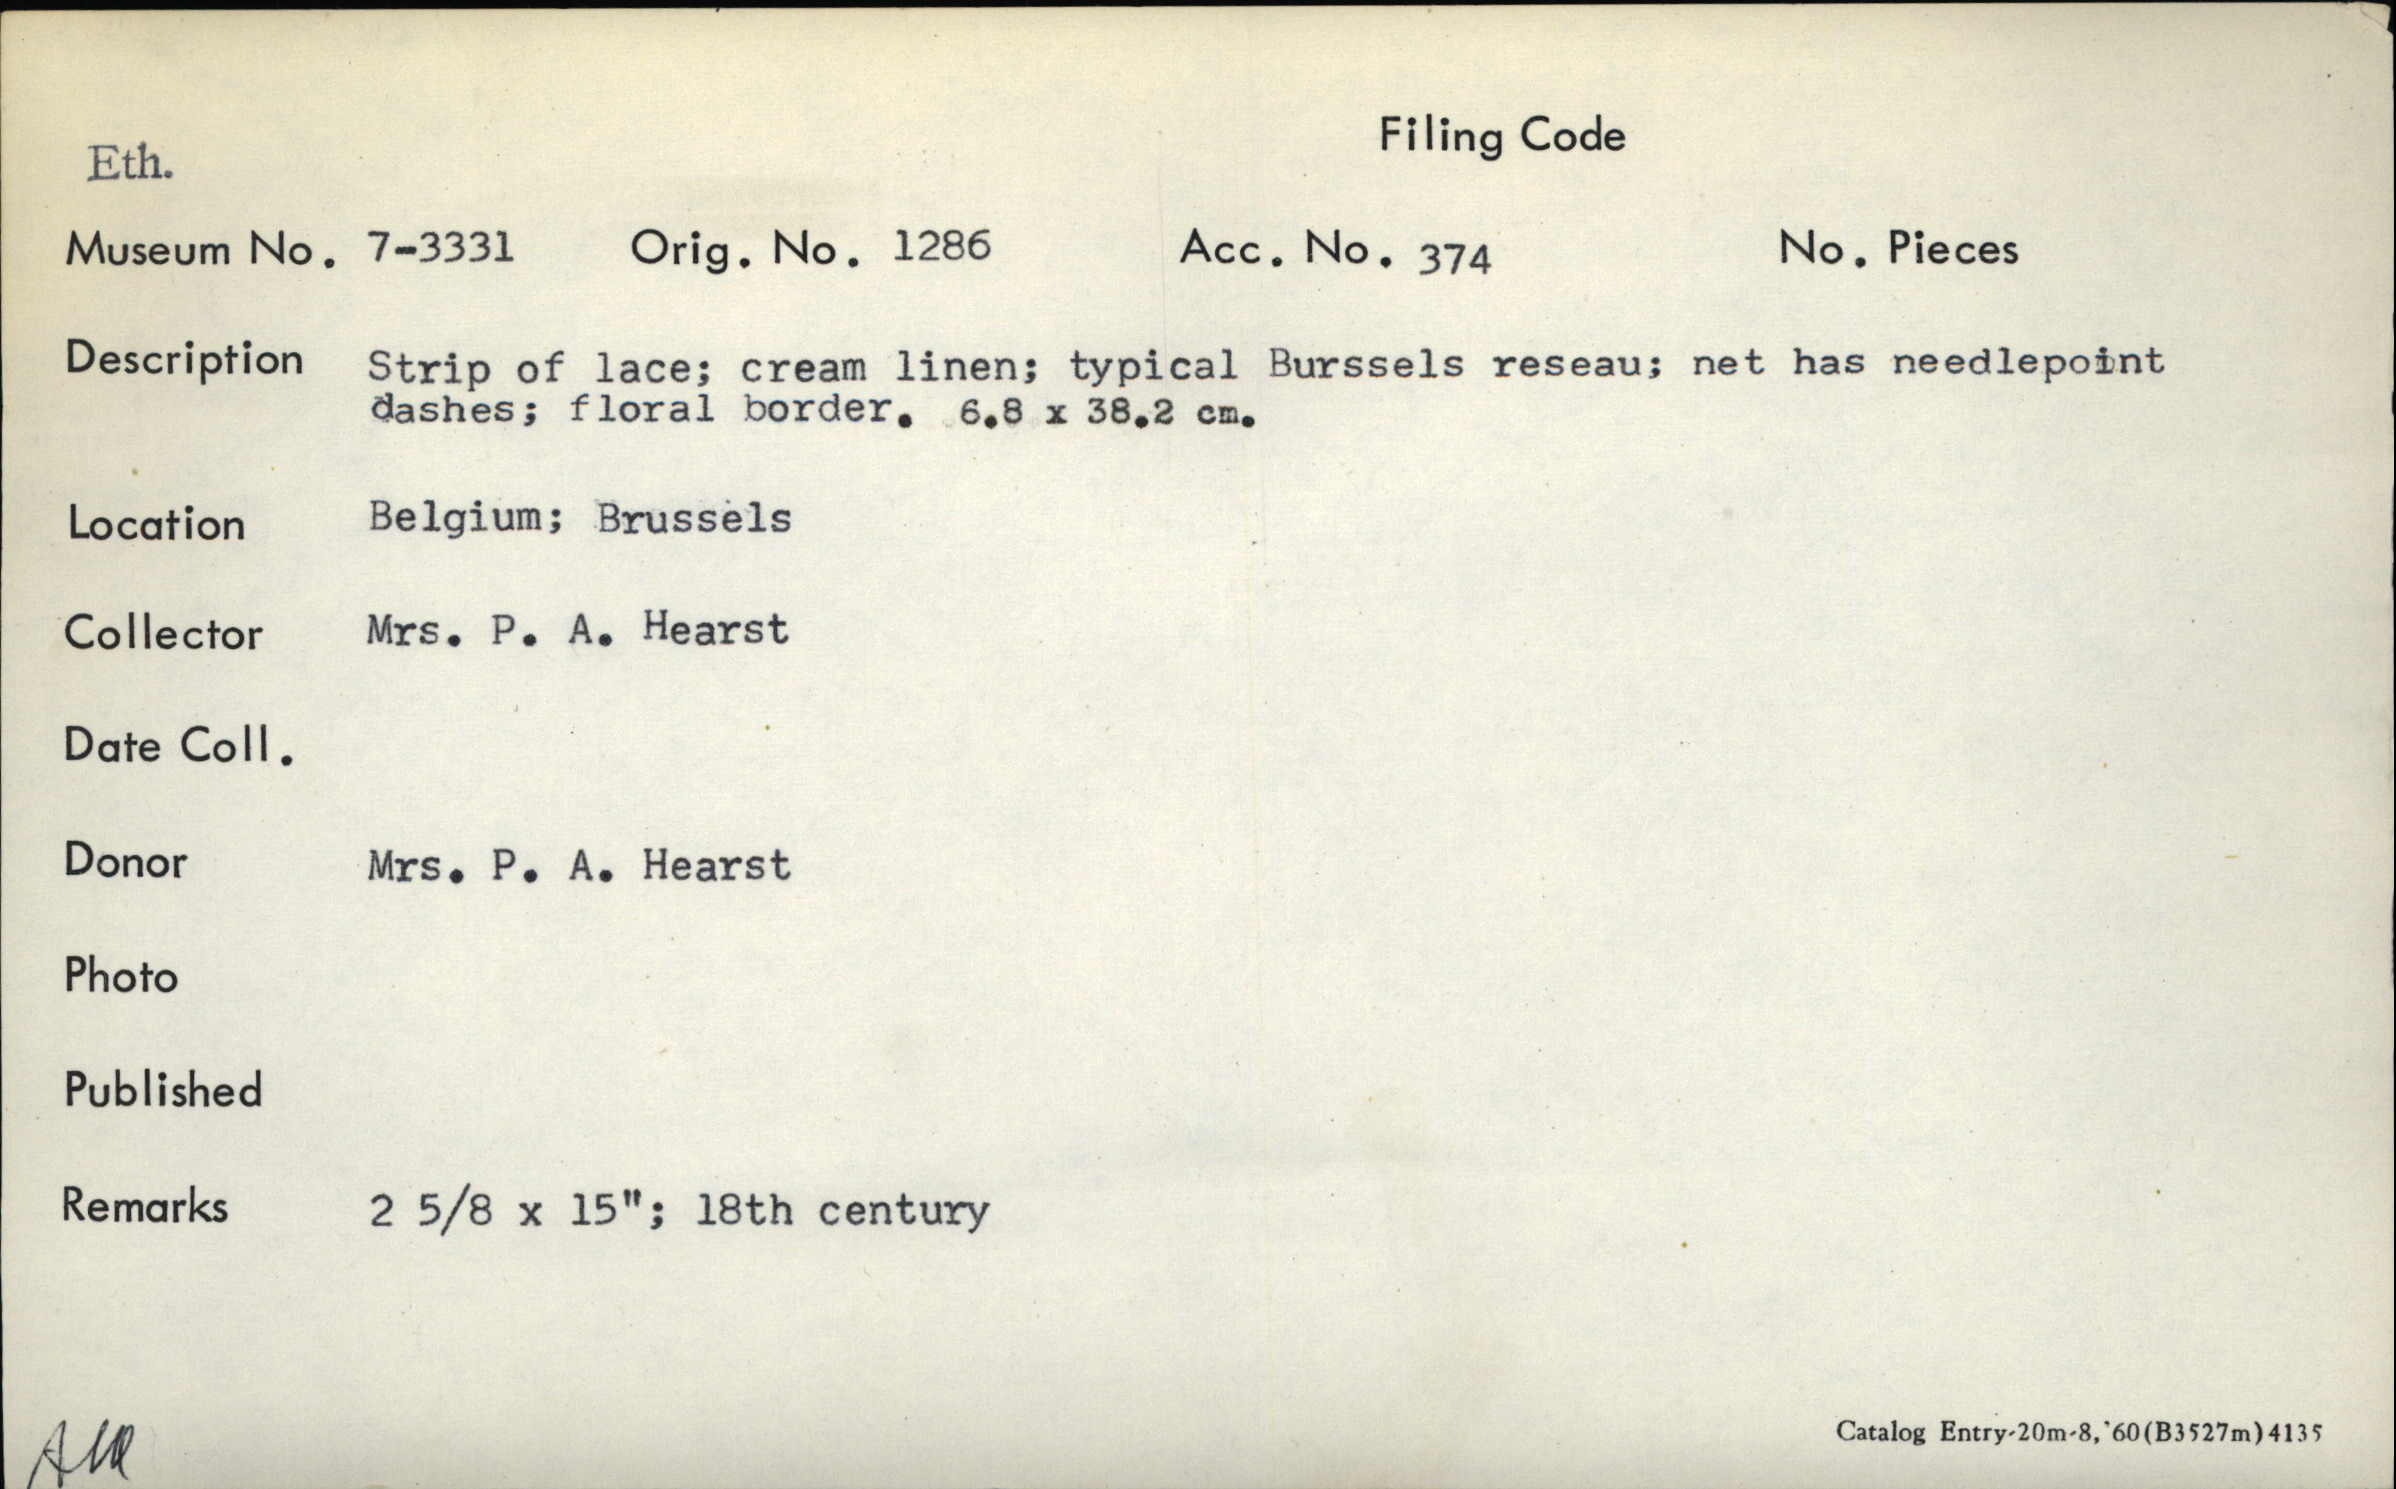 Filing Code
Eth.
Museum No. 7-3331 Orig. No. 1286 Acc. No. 374 No. Pieces
Description Strip of lace; cream linen; typical Burssels reseau; net has needlepoint
dashes; floral border. 6.8 x 38.2 cm.
Location Belgium; Brussels
Collector Mrs. P. A. Hearst
Date Coll.
Donor Mrs. P. A. Hearst
Photo
Published
Remarks 2 5/8 x 15"; 18th century
Catalog Entry-20m-8,'60(B3527m)4135